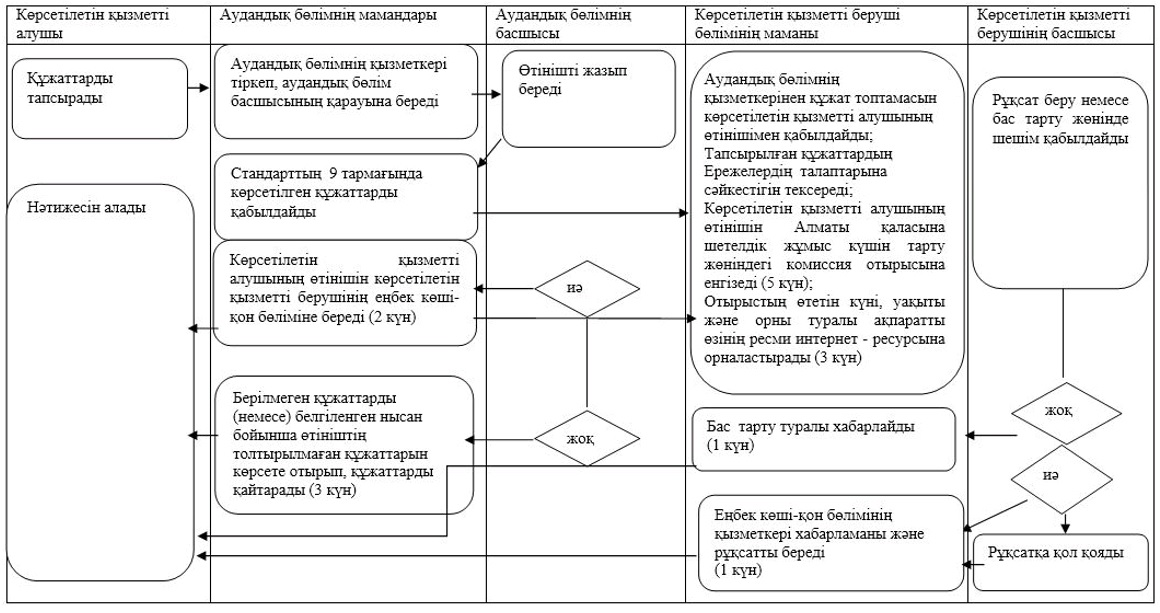 Көрсетілетін қызметті
алушы
Аудандық бөлімнің мамандары
Аудандық бөлімнің
басшысы
Көрсетілетін қызметті беруші
бөлімінің маманы
Көрсетілетін қызметті
берушінің басшысы
Құжаттарды
тапсырады
Аудандық бөлімнің қызметкері
тіркеп, аудандық бөлім
басшысының қарауына береді
Өтінішті жазып
береді
Аудандық бөлімнің
қызметкерінен құжат топтамасын
көрсетілетін қызметті алушының
өтінішімен қабылдайды;
Тапсырылған құжаттардың
Ережелердің талаптарына
сәйкестігін тексереді;
Көрсетілетін қызметті алушының
өтінішін Алматы қаласына
шетелдік жұмыс күшін тарту
жөніндегі комиссия отырысына
енгізеді (5 күн);
Отырыстың өтетін күні, уақыты
және орны туралы ақпаратты
өзінің ресми интернет - ресурсына
орналастырады (3 күн)
Рұқсат беру немесе
бас тарту жөнінде
шешім қабылдайды
Стандарттың 9 тармағында
көрсетілген құжаттарды
қабылдайды
Нәтижесін алады
Көрсетілетін қызметті
алушының өтінішін көрсетілетін
қызметті берушінің еңбек көші-
қон бөліміне береді (2 күн)
иә
Берілмеген құжаттарды
(немесе) белгіленген нысан
бойынша өтініштің
толтырылмаған құжаттарын
көрсете отырып, құжаттарды
қайтарады (3 күн)
жоқ
Бас тарту туралы хабарлайды
(1 күн)
жоқ
иә
Еңбек көші-қон бөлімінің
қызметкері хабарламаны және
рұқсатты береді
(1 күн)
Рұқсатқа қол қояды